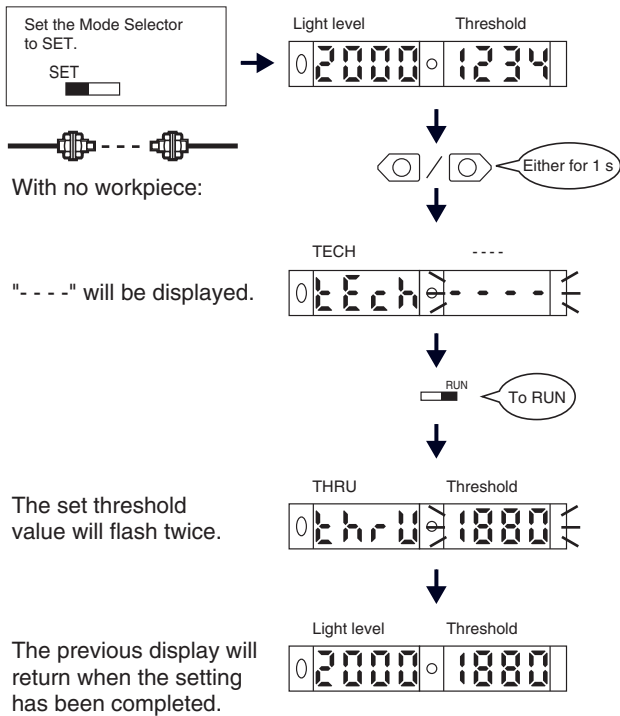 Set the Mode Selector
to SET.
SET
Light level Threshold
2000 1234
With no workpiece:
Either for 1 s
TECH - - - -
"- - - -" will be displayed.
tEch - - - -
RUN
To RUN
THRU Threshold
The set threshold
value will flash twice.
thrU 1880
Light level Threshold
The previous display will
return when the setting
has been completed.
2000 1880